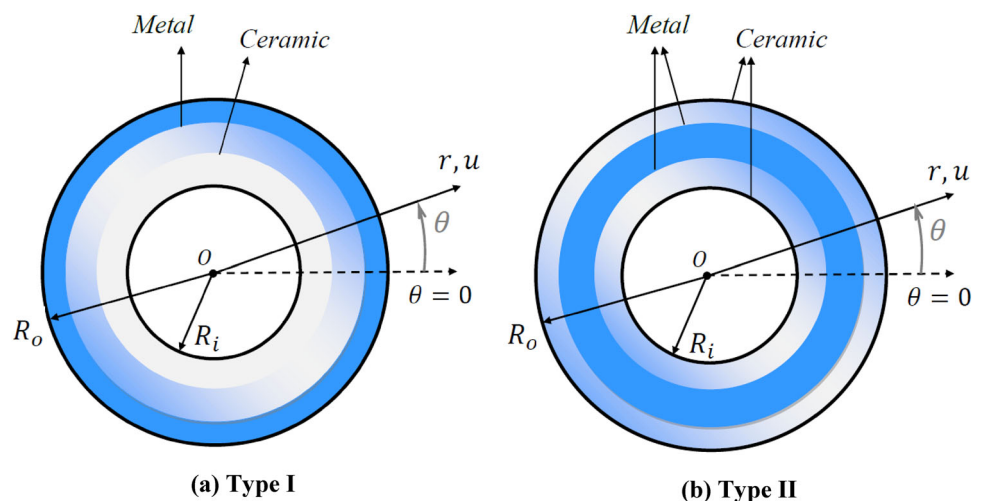 Metal
Ceramic
r, u
θ
O
θ = 0
R_o
R_i
(a) Type I
Metal
Ceramic
r, u
θ
O
θ = 0
R_o
R_i
(b) Type II